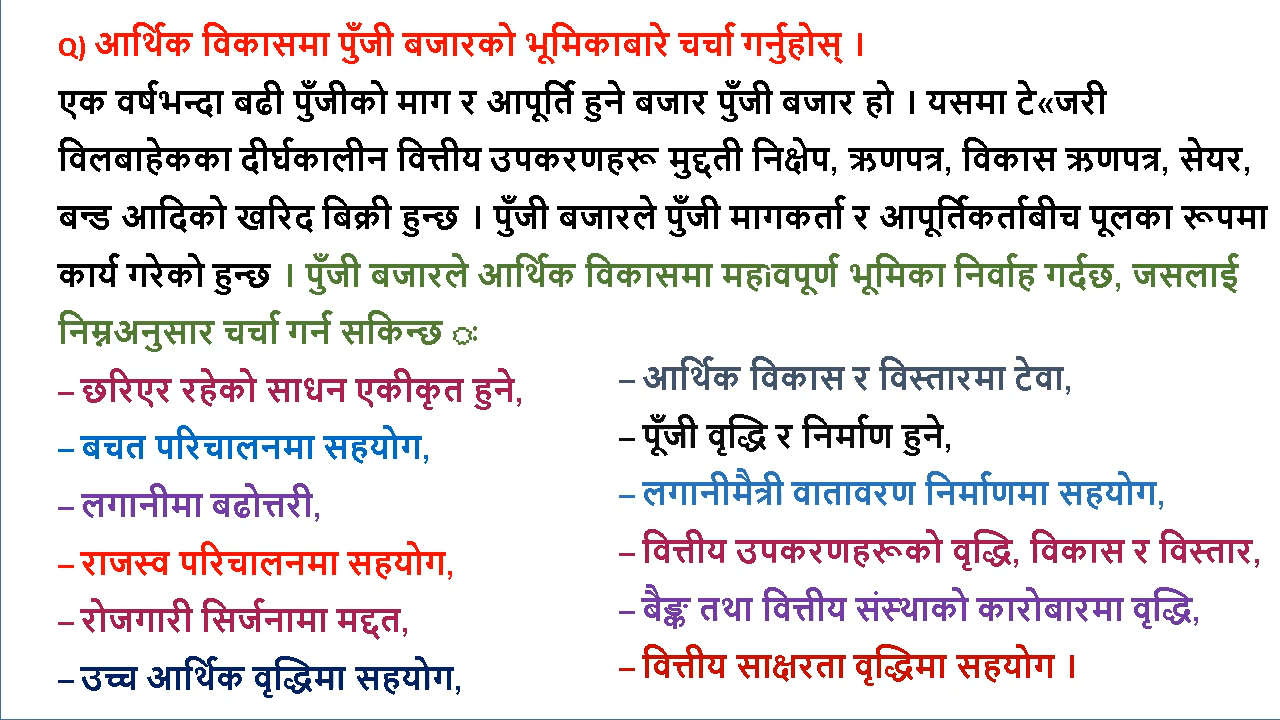 Q) आर्थिक विकासमा पुँजी बजारको भूमिकाबारे चर्चा गर्नुहोस् ।
एक वर्षभन्दा बढी पुँजीको माग र आपूर्ति हुने बजार पुँजी बजार हो । यसमा टे«जरी
विलबाहेकका दीर्घकालीन वित्तीय उपकरणहरू मुद्दती निक्षेप, ऋणपत्र, विकास ऋणपत्र, सेयर,
बन्ड आदिको खरिद बिक्री हुन्छ । पुँजी बजारले पुँजी मागकर्ता र आपूर्तिकर्ताबीच पूलका रूपमा
कार्य गरेको हुन्छ । पुँजी बजारले आर्थिक विकासमा महìवपूर्ण भूमिका निर्वाह गर्दछ, जसलाई
निम्नअनुसार चर्चा गर्न सकिन्छ ः
– छरिएर रहेको साधन एकीकृत हुने,
– बचत परिचालनमा सहयोग,
– लगानीमा बढोत्तरी,
– राजस्व परिचालनमा सहयोग,
– रोजगारी सिर्जनामा मद्दत,
– उच्च आर्थिक वृद्धिमा सहयोग,
– आर्थिक विकास र विस्तारमा टेवा,
– पूँजी वृद्धि र निर्माण हुने,
– लगानीमैत्री वातावरण निर्माणमा सहयोग,
– वित्तीय उपकरणहरूको वृद्धि, विकास र विस्तार,
– बैङ्क तथा वित्तीय संस्थाको कारोबारमा वृद्धि,
– वित्तीय साक्षरता वृद्धिमा सहयोग ।